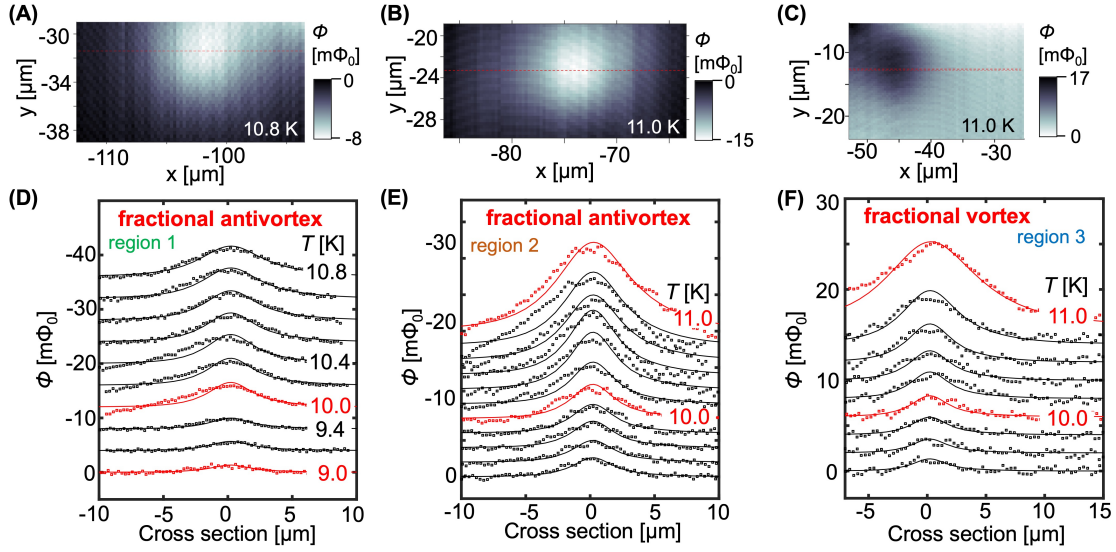 (A)
-30
-34
-38
y [µm]
-110
-100
x [µm]
10.8 K
Φ
[mΦ0]
0
-8
(B)
-20
-24
-28
y [µm]
-80
-70
x [µm]
11.0 K
Φ
[mΦ0]
0
-15
(C)
-10
-20
y [µm]
-50
-40
-30
x [µm]
11.0 K
Φ
[mΦ0]
17
0
(D)
fractional antivortex
region 1
T [K]
-40
-30
-20
-10
0
Φ [mΦ0]
10.8
10.4
10.0
9.4
9.0
-10
-5
0
5
10
Cross section [µm]
(E)
fractional antivortex
region 2
T [K]
-30
-20
-10
0
Φ [mΦ0]
11.0
10.0
-10
-5
0
5
10
Cross section [µm]
(F)
fractional vortex
region 3
T [K]
30
20
10
0
Φ [mΦ0]
11.0
10.0
-5
0
5
10
15
Cross section [µm]